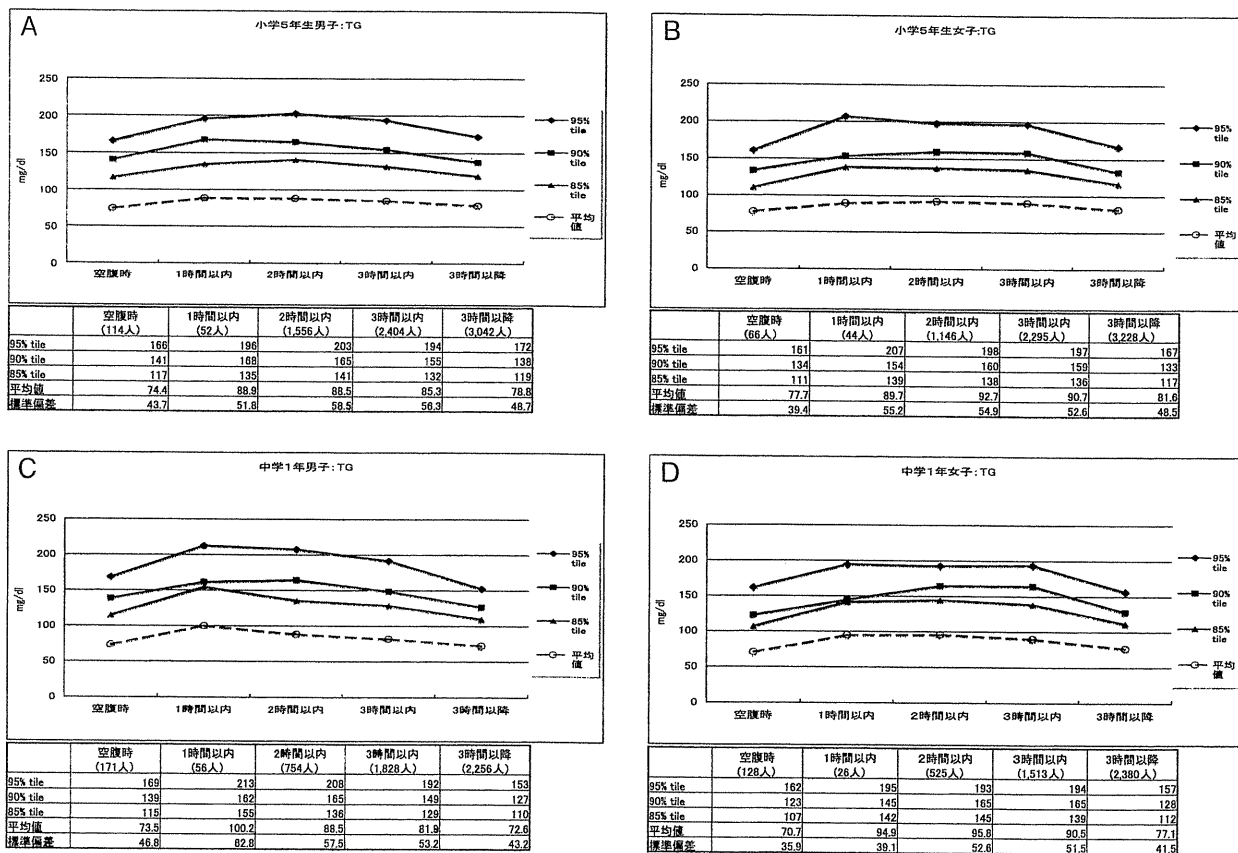 A
小学5年生男子:TG
250
200
150
100
50
0
mg/dl
空腹時 1時間以内 2時間以内 3時間以内 3時間以降
95% tile
90% tile
85% tile
平均値
空腹時 (114人) 1時間以内 (52人) 2時間以内 (1,556人) 3時間以内 (2,404人) 3時間以降 (3,042人)
95% tile 166 196 203 194 172
90% tile 141 168 165 155 138
85% tile 117 135 141 132 119
平均値 74.4 88.9 88.5 85.3 78.8
標準偏差 43.7 51.8 58.5 56.3 48.7
B
小学5年生女子:TG
250
200
150
100
50
0
mg/dl
空腹時 1時間以内 2時間以内 3時間以内 3時間以降
95% tile
90% tile
85% tile
平均値
空腹時 (66人) 1時間以内 (44人) 2時間以内 (1,146人) 3時間以内 (2,295人) 3時間以降 (3,228人)
95% tile 161 207 198 197 167
90% tile 134 154 160 159 133
85% tile 111 139 138 136 117
平均値 77.7 89.7 92.7 90.7 81.6
標準偏差 39.4 55.2 54.9 52.6 48.5
C
中学1年男子:TG
250
200
150
100
50
0
mg/dl
空腹時 1時間以内 2時間以内 3時間以内 3時間以降
95% tile
90% tile
85% tile
平均値
空腹時 (171人) 1時間以内 (56人) 2時間以内 (754人) 3時間以内 (1,828人) 3時間以降 (2,256人)
95% tile 169 213 208 192 153
90% tile 139 162 165 149 127
85% tile 115 155 136 129 110
平均値 73.5 100.2 88.5 81.9 72.6
標準偏差 46.8 82.8 57.5 53.2 43.2
D
中学1年女子:TG
250
200
150
100
50
0
mg/dl
空腹時 1時間以内 2時間以内 3時間以内 3時間以降
95% tile
90% tile
85% tile
平均値
空腹時 (128人) 1時間以内 (26人) 2時間以内 (525人) 3時間以内 (1,513人) 3時間以降 (2,380人)
95% tile 162 195 193 194 157
90% tile 123 145 165 165 128
85% tile 107 142 145 139 112
平均値 70.7 94.9 95.8 90.5 77.1
標準偏差 35.9 39.1 52.6 51.5 41.5